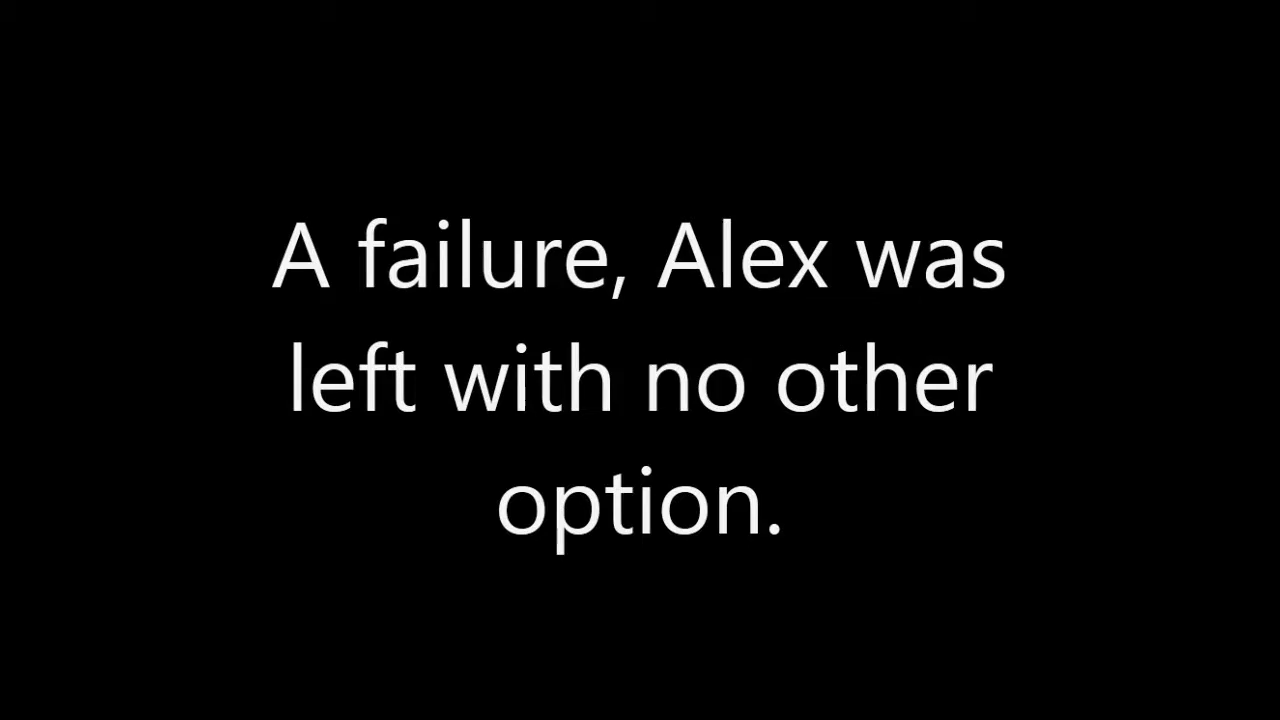 A failure, Alex was
left with no other
option.